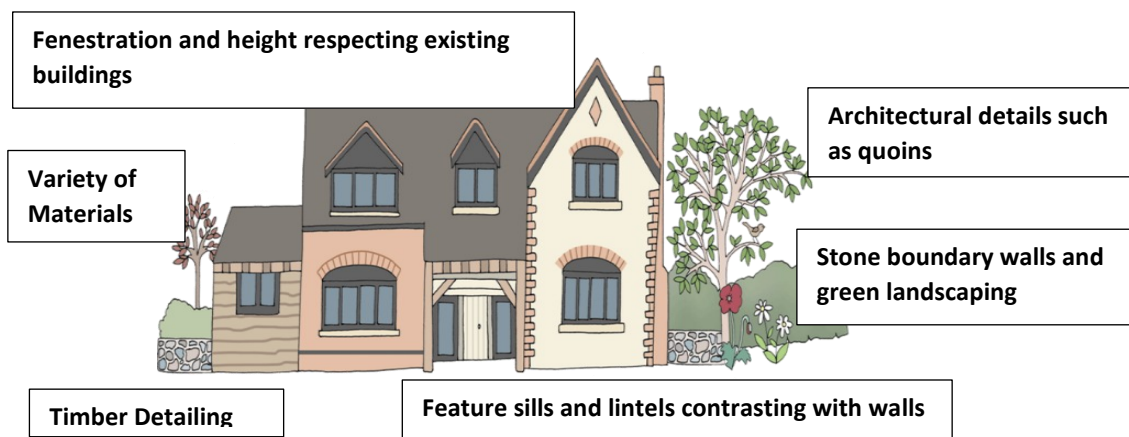 Fenestration and height respecting existing
buildings
Architectural details such
as quoins
Variety of
Materials
Stone boundary walls and
green landscaping
Timber Detailing
Feature sills and lintels contrasting with walls